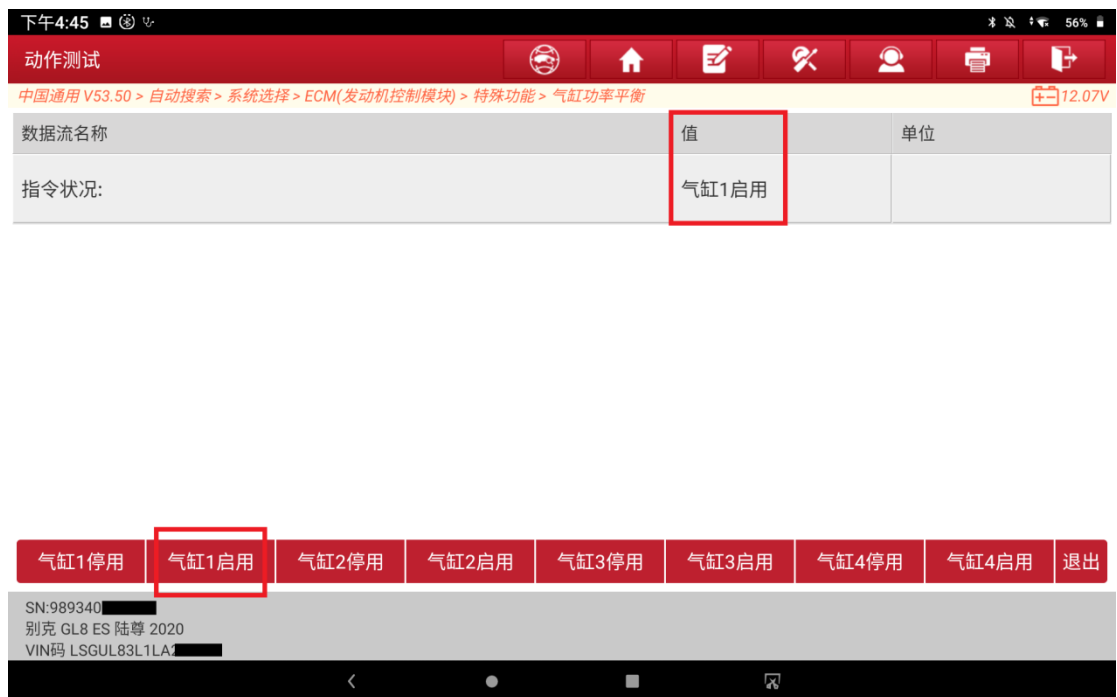 下午4:45
56%
动作测试
中国通用 V53.50 > 自动搜索 > 系统选择 > ECM(发动机控制模块) > 特殊功能 > 气缸功率平衡
12.07V
数据流名称 值 单位
指令状况: 气缸1启用
气缸1停用 气缸1启用 气缸2停用 气缸2启用 气缸3停用 气缸3启用 气缸4停用 气缸4启用 退出
SN:989340
别克 GL8 ES 陆尊 2020
VIN码 LSGUL83L1LA2